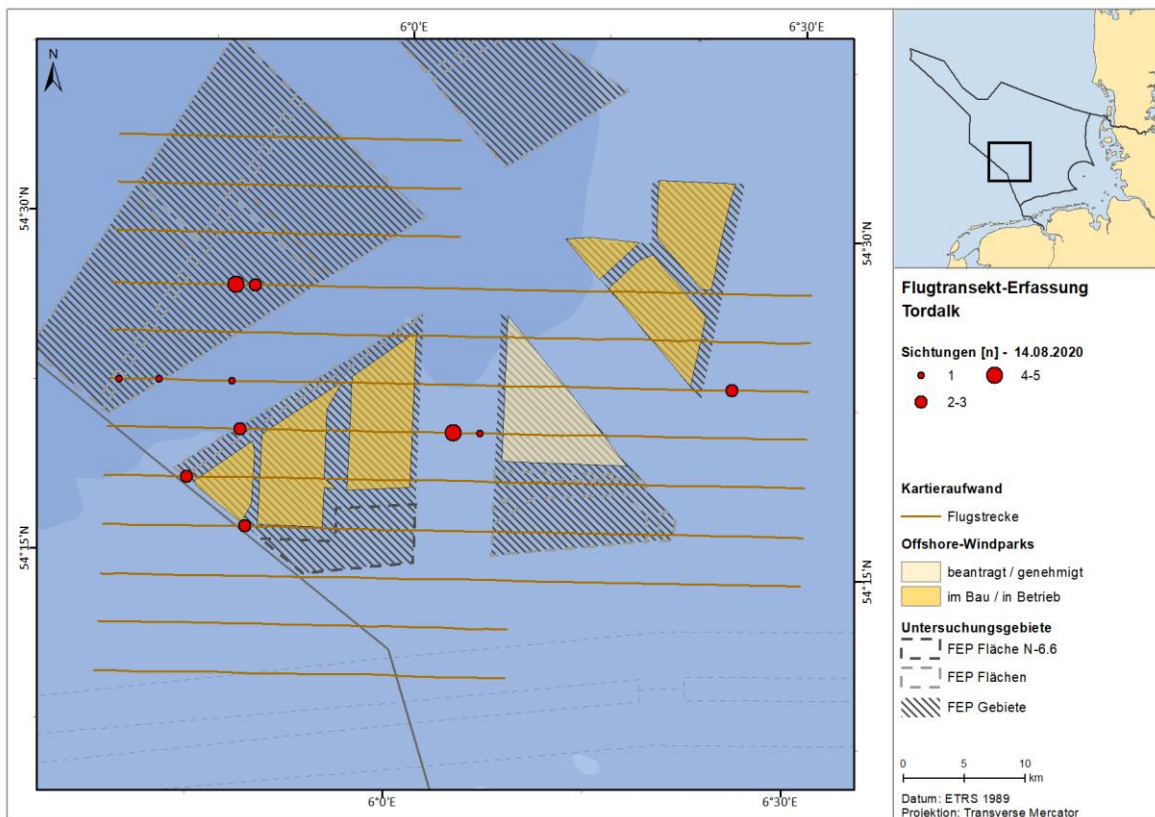 6°0'E
6°30'E
N
54°30'N
54°30'N
54°15'N
54°15'N
6°0'E
6°30'E
Flugtransekt-Erfassung
Tordalk
Sichtungen [n] - 14.08.2020
1
4-5
2-3
Kartieraufwand
Flugstrecke
Offshore-Windparks
beantragt / genehmigt
im Bau / in Betrieb
Untersuchungsgebiete
FEP Fläche N-6.6
FEP Flächen
FEP Gebiete
0
5
10
km
Datum: ETRS 1989
Projektion: Transverse Mercator